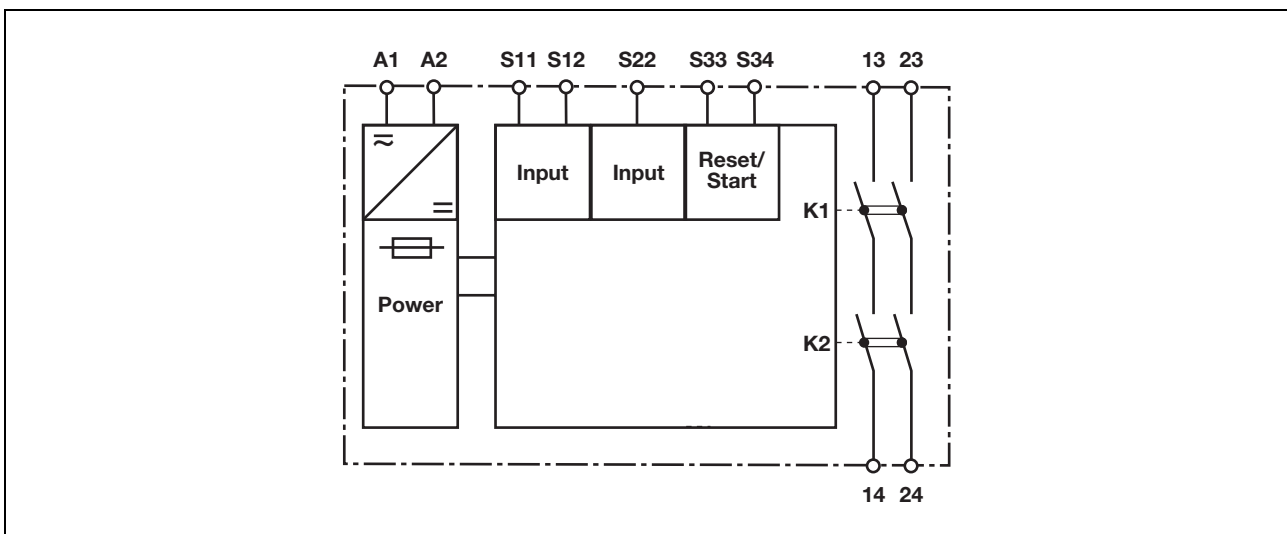 A1 A2 S11 S12 S22 S33 S34 13 23
Input Input Reset/
Start
K1
Power
K2
14 24